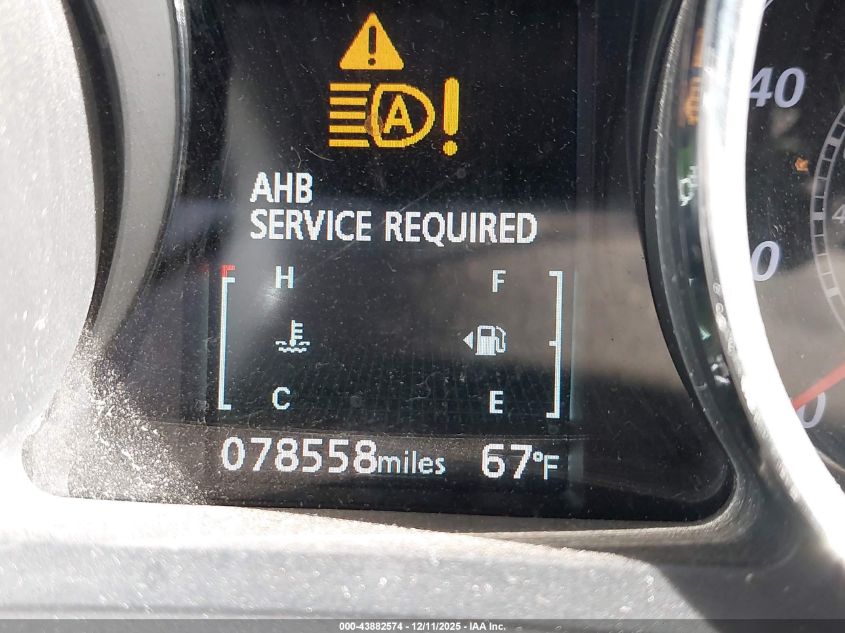 A
AHB
SERVICE REQUIRED
H F
C E
078558miles 67°F
40
000-43882574 - 12/11/2025 - IAA Inc.